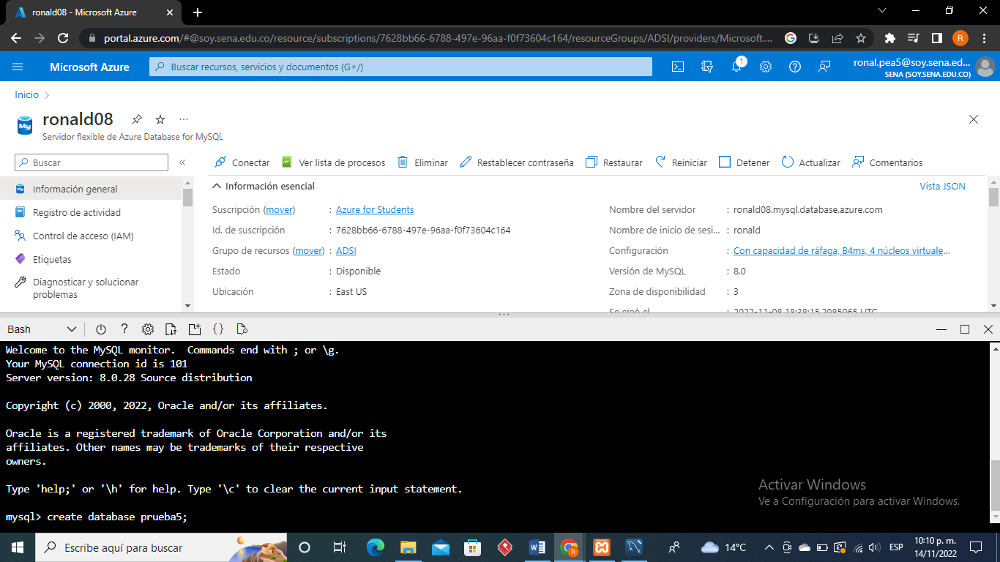 ronald08 - Microsoft Azure
portal.azure.com/#@soy.sena.edu.co/resource/subscriptions/7628bb66-6788-497e-96aa-f0f73604c164/resourceGroups/ADSI/providers/Microsoft....
R
Microsoft Azure
Buscar recursos, servicios y documentos (G+/)
1
ronal.pea5@soy.sena.ed...
SENA (SOY.SENA.EDU.CO)
Inicio
My
ronald08
Servidor flexible de Azure Database for MySQL
Buscar
Conectar
Ver lista de procesos
Eliminar
Restablecer contraseña
Restaurar
Reiniciar
Detener
Actualizar
Comentarios
Información general
Registro de actividad
Control de acceso (IAM)
Etiquetas
Diagnosticar y solucionar
problemas
Información esencial
Vista JSON
Suscripción (mover) : Azure for Students
Id. de suscripción : 7628bb66-6788-497e-96aa-f0f73604c164
Grupo de recursos (mover) : ADSI
Estado : Disponible
Ubicación : East US
Nombre del servidor : ronald08.mysql.database.azure.com
Nombre de inicio de sesi... : ronald
Configuración : Con capacidad de ráfaga, B4ms, 4 núcleos virtuale...
Versión de MySQL : 8.0
Zona de disponibilidad : 3
Se creó el : 2022-11-08 18:38:15.2985965 UTC
Bash
?
{}
Welcome to the MySQL monitor.  Commands end with ; or \g.
Your MySQL connection id is 101
Server version: 8.0.28 Source distribution
Copyright (c) 2000, 2022, Oracle and/or its affiliates.
Oracle is a registered trademark of Oracle Corporation and/or its
affiliates. Other names may be trademarks of their respective
owners.
Type 'help;' or '\h' for help. Type '\c' to clear the current input statement.
mysql> create database prueba5;
Activar Windows
Ve a Configuración para activar Windows.
Escribe aquí para buscar
14°C
ESP
10:10 p. m.
14/11/2022